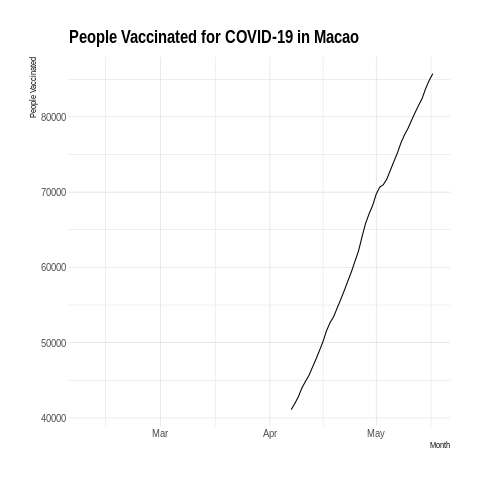 People Vaccinated for COVID-19 in Macao
People Vaccinated
80000
70000
60000
50000
40000
Mar Apr May
Month